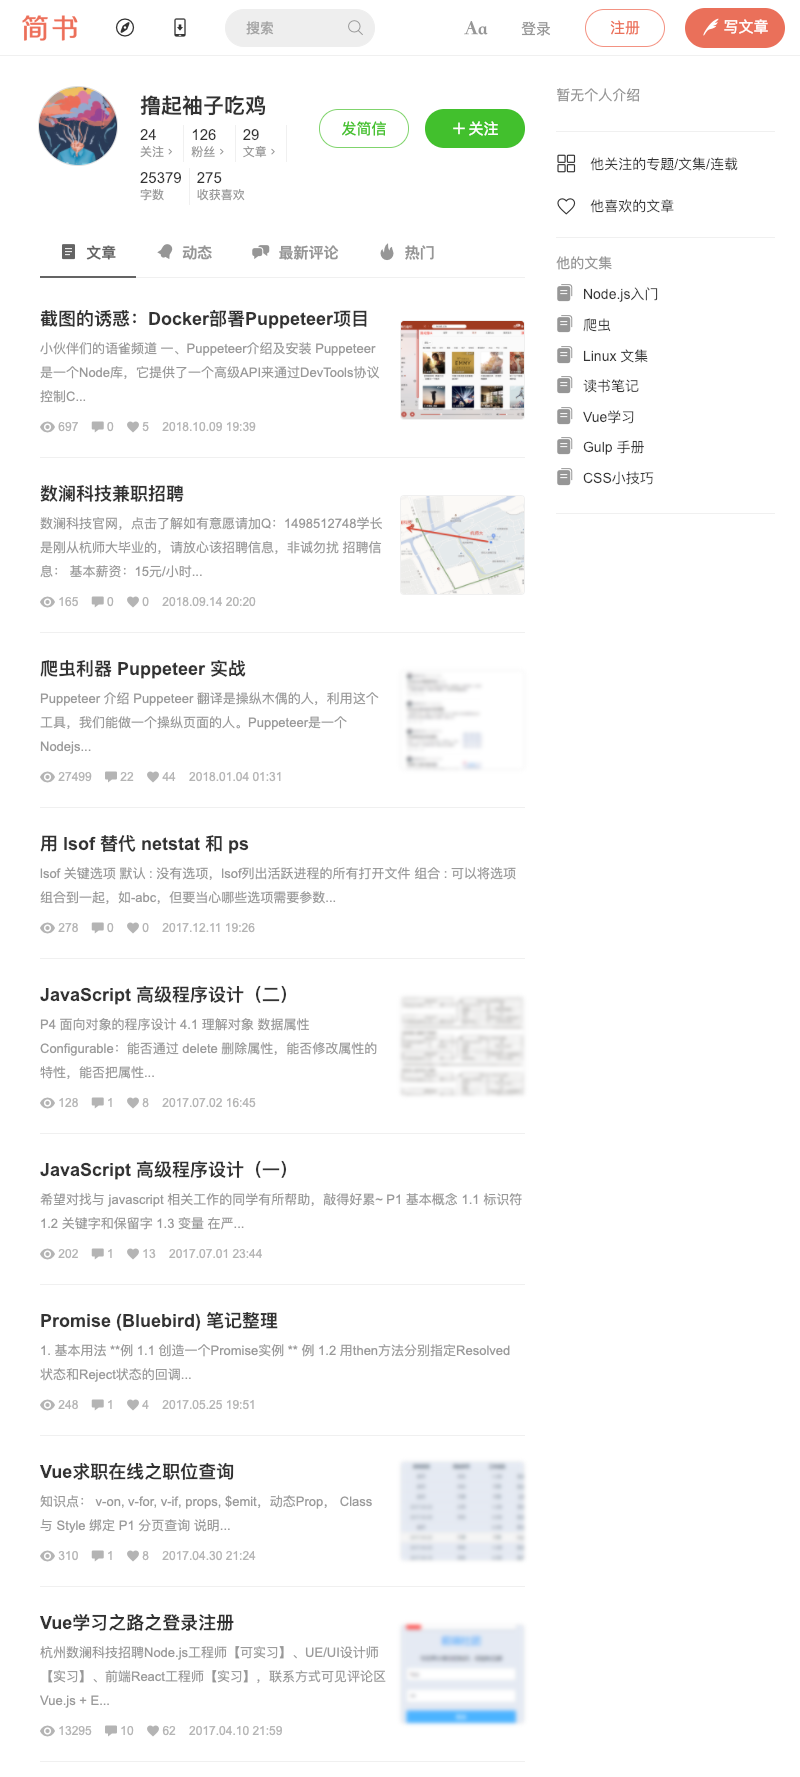 简书
搜索
Aa
登录
注册
写文章
撸起袖子吃鸡
24
126
29
关注 >
粉丝 >
文章 >
25379
275
字数
收获喜欢
发简信
+关注
文章
动态
最新评论
热门
截图的诱惑：Docker部署Puppeteer项目
小伙伴们的语雀频道 一、Puppeteer介绍及安装 Puppeteer
是一个Node库，它提供了一个高级API来通过DevTools协议
控制C...
697 0 5 2018.10.09 19:39
数澜科技兼职招聘
数澜科技官网，点击了解如有意愿请加Q：1498512748学长
是刚从杭师大毕业的，请放心该招聘信息，非诚勿扰 招聘信
息： 基本薪资：15元/小时...
165 0 0 2018.09.14 20:20
爬虫利器 Puppeteer 实战
Puppeteer 介绍 Puppeteer 翻译是操纵木偶的人，利用这个
工具，我们能做一个操纵页面的人。Puppeteer是一个
Nodejs...
27499 22 44 2018.01.04 01:31
用 lsof 替代 netstat 和 ps
lsof 关键选项 默认 : 没有选项，lsof列出活跃进程的所有打开文件 组合 : 可以将选项
组合到一起，如-abc，但要当心哪些选项需要参数...
278 0 0 2017.12.11 19:26
JavaScript 高级程序设计（二）
P4 面向对象的程序设计 4.1 理解对象 数据属性
Configurable：能否通过 delete 删除属性，能否修改属性的
特性，能否把属性...
128 1 8 2017.07.02 16:45
JavaScript 高级程序设计（一）
希望对找与 javascript 相关工作的同学有所帮助，敲得好累~ P1 基本概念 1.1 标识符
1.2 关键字和保留字 1.3 变量 在严...
202 1 13 2017.07.01 23:44
Promise (Bluebird) 笔记整理
1. 基本用法 **例 1.1 创造一个Promise实例 ** 例 1.2 用then方法分别指定Resolved
状态和Reject状态的回调...
248 1 4 2017.05.25 19:51
Vue求职在线之职位查询
知识点： v-on, v-for, v-if, props, $emit，动态Prop， Class
与 Style 绑定 P1 分页查询 说明...
310 1 8 2017.04.30 21:24
Vue学习之路之登录注册
杭州数澜科技招聘Node.js工程师【可实习】、UE/UI设计师
【实习】、前端React工程师【实习】，联系方式可见评论区
Vue.js + E...
13295 10 62 2017.04.10 21:59
暂无个人介绍
他关注的专题/文集/连载
他喜欢的文章
他的文集
Node.js入门
爬虫
Linux 文集
读书笔记
Vue学习
Gulp 手册
CSS小技巧